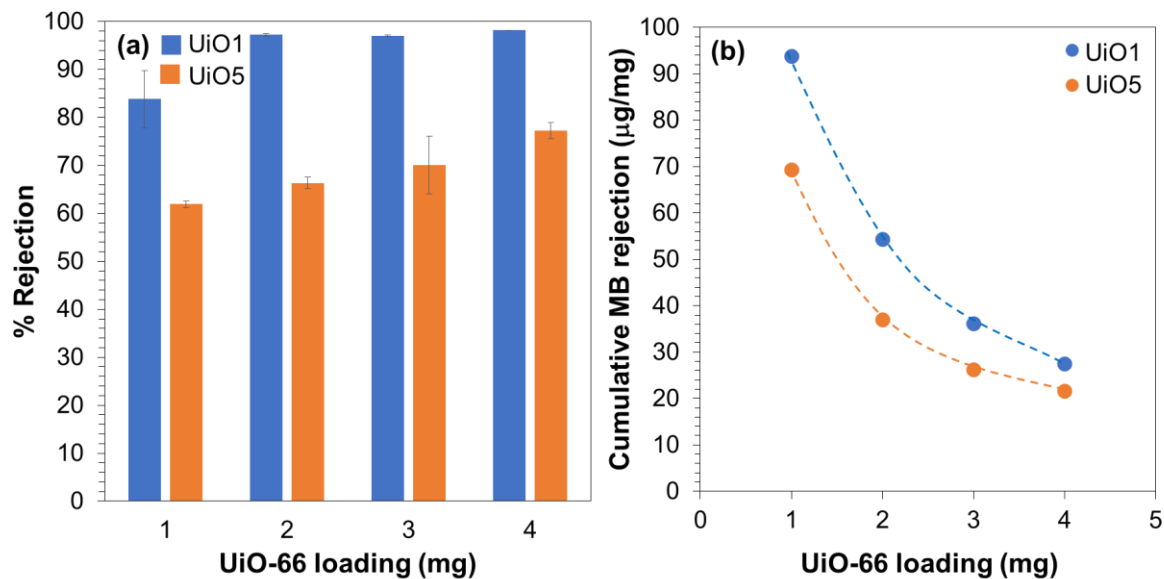 (a)
UiO1
UiO5
% Rejection
100
90
80
70
60
50
40
30
20
10
0
1 2 3 4
UiO-66 loading (mg)
(b)
UiO1
UiO5
Cumulative MB rejection (μg/mg)
100
90
80
70
60
50
40
30
20
10
0
0 1 2 3 4 5
UiO-66 loading (mg)